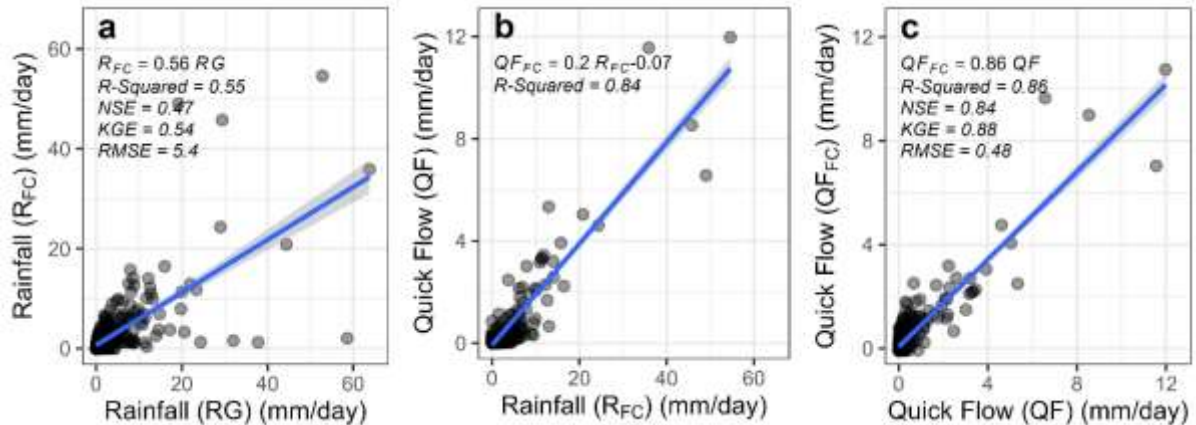 a
R_FC = 0.56 RG
R-Squared = 0.55
NSE = 0.47
KGE = 0.54
RMSE = 5.4
Rainfall (R_FC) (mm/day)
60
40
20
0
0 20 40 60
Rainfall (RG) (mm/day)
b
QF_FC = 0.2 R_FC-0.07
R-Squared = 0.84
Quick Flow (QF) (mm/day)
12
8
4
0
0 20 40 60
Rainfall (R_FC) (mm/day)
c
QF_FC = 0.86 QF
R-Squared = 0.86
NSE = 0.84
KGE = 0.88
RMSE = 0.48
Quick Flow (QF_FC) (mm/day)
12
8
4
0
0 4 8 12
Quick Flow (QF) (mm/day)